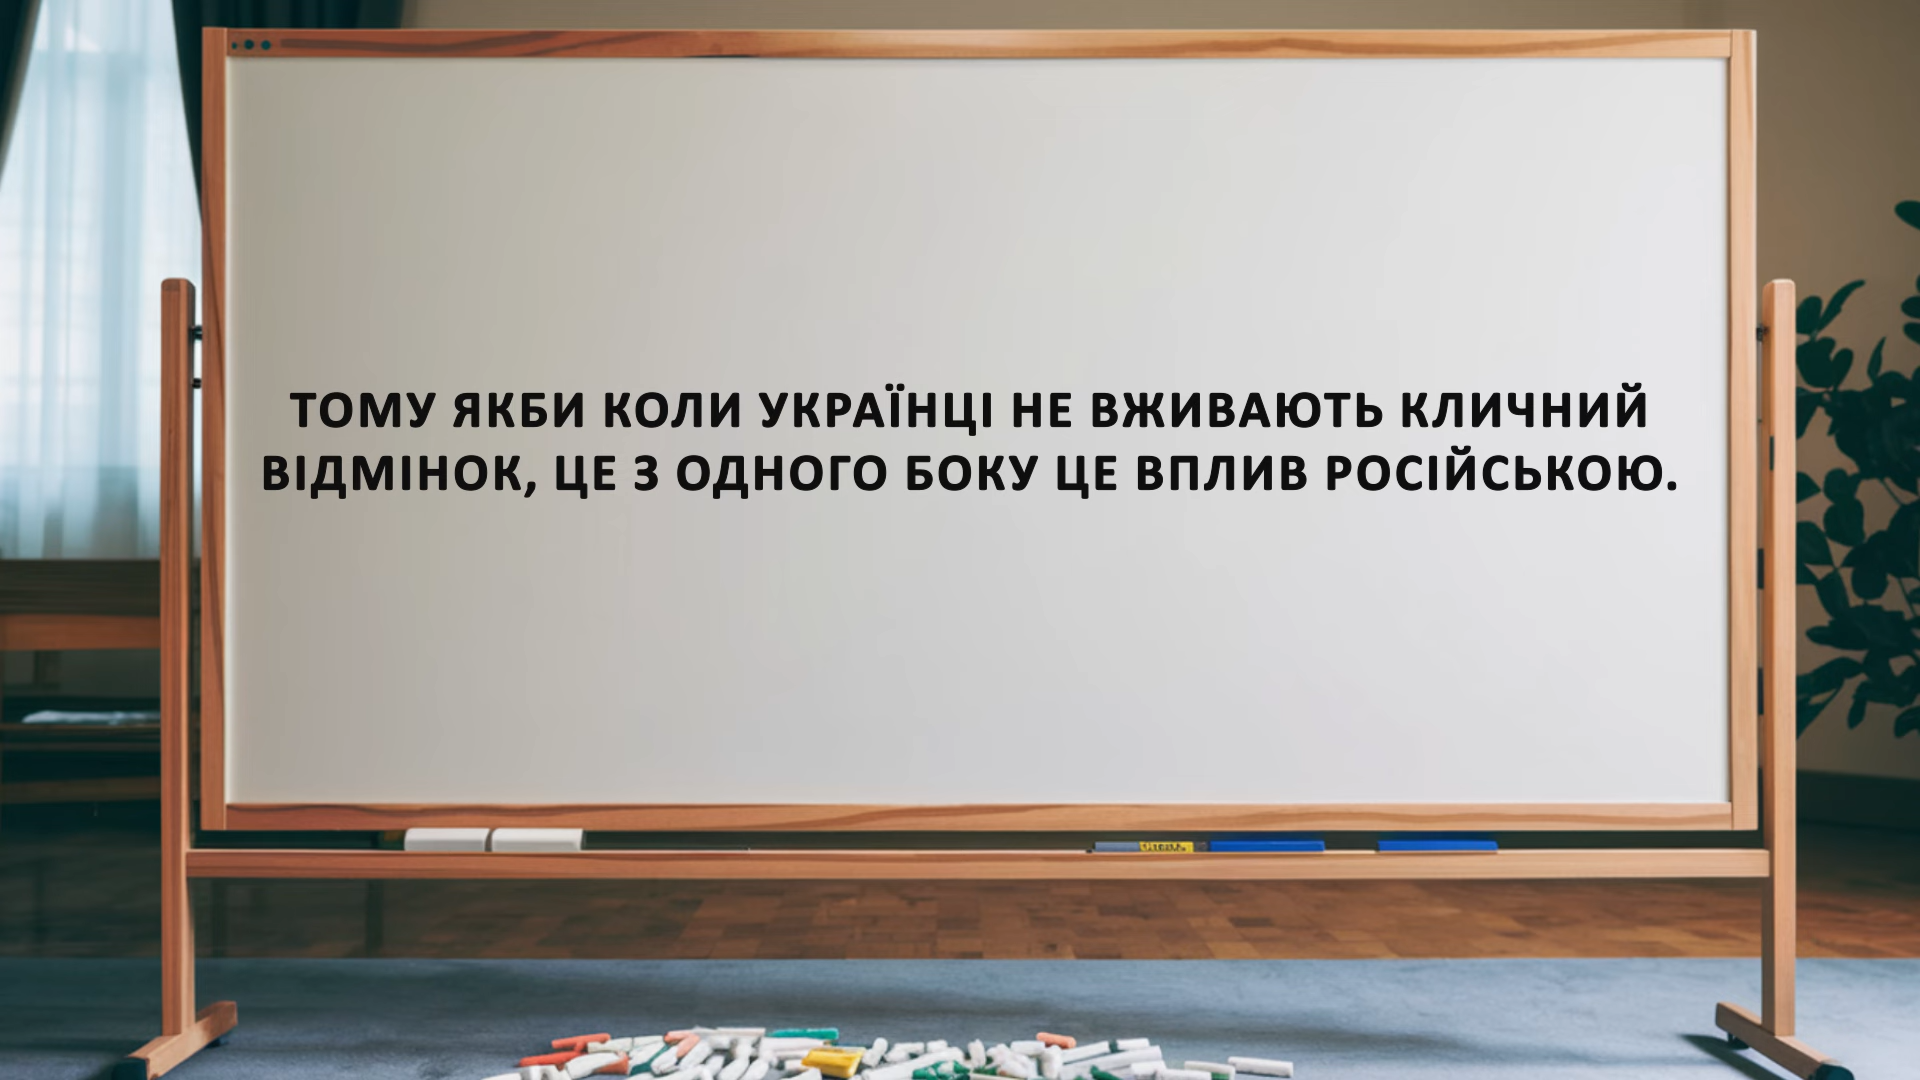 ТОМУ ЯКБИ КОЛИ УКРАЇНЦІ НЕ ВЖИВАЮТЬ КЛИЧНИЙ
ВІДМІНОК, ЦЕ З ОДНОГО БОКУ ЦЕ ВПЛИВ РОСІЙСЬКОЮ.